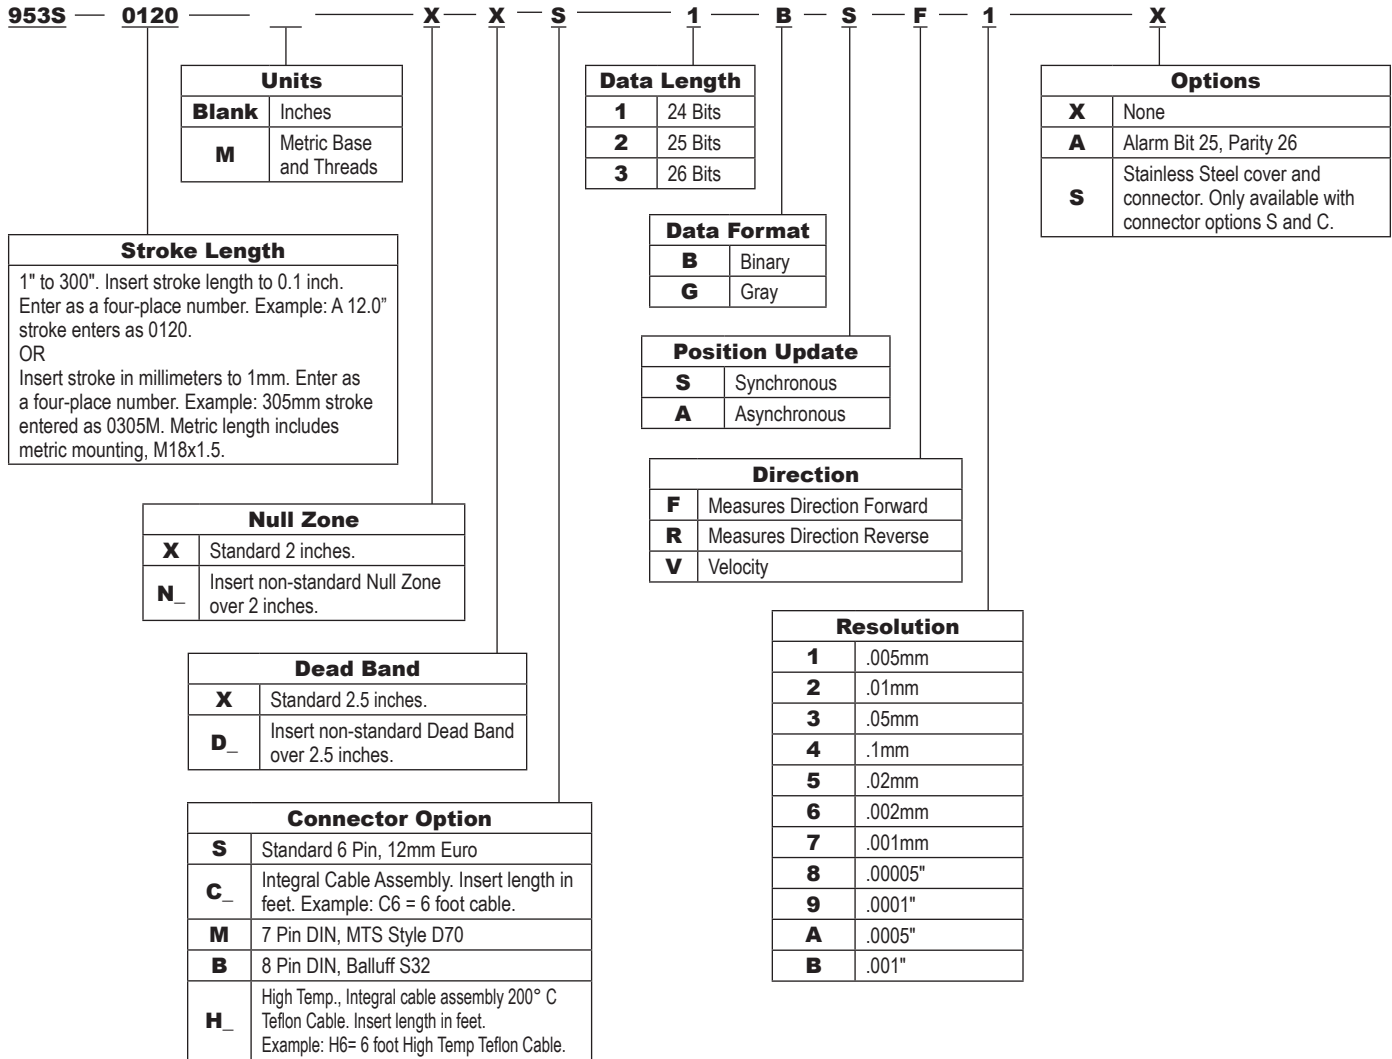 953S 0120 _ X X S 1 B S F 1 X
Units
Blank Inches
M Metric Base
and Threads
Stroke Length
1" to 300". Insert stroke length to 0.1 inch.
Enter as a four-place number. Example: A 12.0”
stroke enters as 0120.
OR
Insert stroke in millimeters to 1mm. Enter as
a four-place number. Example: 305mm stroke
entered as 0305M. Metric length includes
metric mounting, M18x1.5.
Null Zone
X Standard 2 inches.
N_ Insert non-standard Null Zone
over 2 inches.
Dead Band
X Standard 2.5 inches.
D_ Insert non-standard Dead Band
over 2.5 inches.
Connector Option
S Standard 6 Pin, 12mm Euro
C_ Integral Cable Assembly. Insert length in
feet. Example: C6 = 6 foot cable.
M 7 Pin DIN, MTS Style D70
B 8 Pin DIN, Balluff S32
H_ High Temp., Integral cable assembly 200° C
Teflon Cable. Insert length in feet.
Example: H6= 6 foot High Temp Teflon Cable.
Data Length
1 24 Bits
2 25 Bits
3 26 Bits
Data Format
B Binary
G Gray
Position Update
S Synchronous
A Asynchronous
Direction
F Measures Direction Forward
R Measures Direction Reverse
V Velocity
Resolution
1 .005mm
2 .01mm
3 .05mm
4 .1mm
5 .02mm
6 .002mm
7 .001mm
8 .00005"
9 .0001"
A .0005"
B .001"
Options
X None
A Alarm Bit 25, Parity 26
S Stainless Steel cover and
connector. Only available with
connector options S and C.